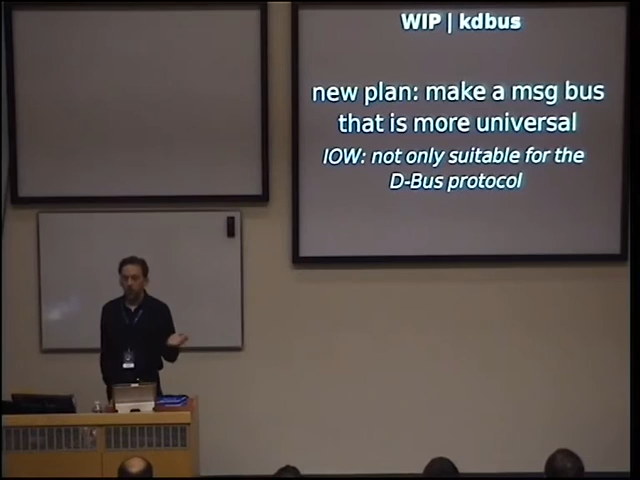 WIP | kdbus
new plan: make a msg bus
that is more universal
IOW: not only suitable for the
D-Bus protocol